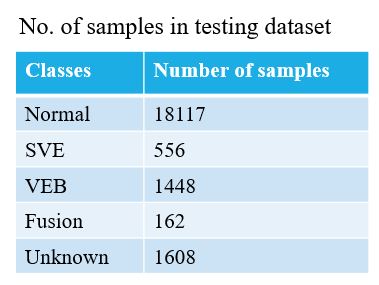 No. of samples in testing dataset
Classes Number of samples
Normal 18117
SVE 556
VEB 1448
Fusion 162
Unknown 1608